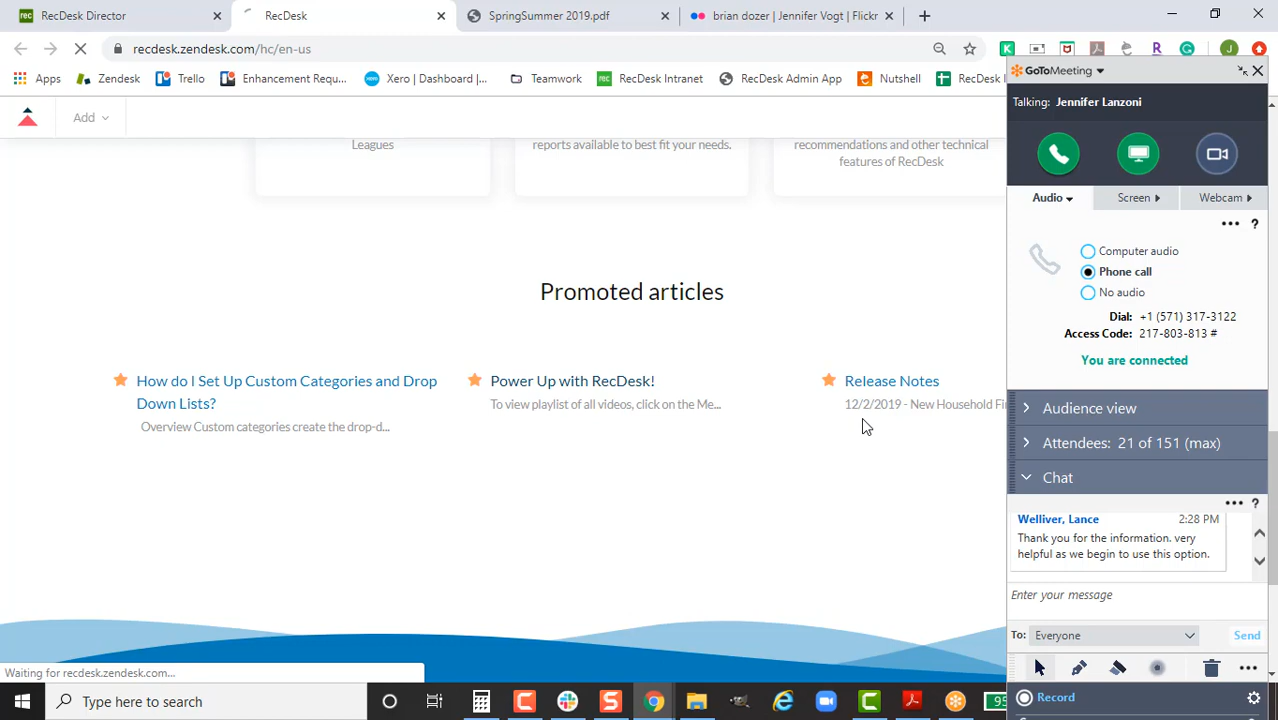 rec RecDesk Director
RecDesk
SpringSummer 2019.pdf
brian dozer | Jennifer Vogt | Flickr
recdesk.zendesk.com/hc/en-us
Apps
Zendesk
Trello
Enhancement Requ...
Xero | Dashboard |...
Teamwork
RecDesk Intranet
RecDesk Admin App
Nutshell
RecDesk I
GoToMeeting
Add
Talking: Jennifer Lanzoni
Leagues
reports available to best fit your needs.
recommendations and other technical
features of RecDesk
Audio
Screen
Webcam
Computer audio
Phone call
No audio
Dial: +1 (571) 317-3122
Access Code: 217-803-813 #
You are connected
Promoted articles
How do I Set Up Custom Categories and Drop
Down Lists?
Overview Custom categories create the drop-d...
Power Up with RecDesk!
To view playlist of all videos, click on the Me...
Release Notes
12/2/2019 - New Household Fi
Audience view
Attendees: 21 of 151 (max)
Chat
Welliver, Lance 2:28 PM
Thank you for the information. very
helpful as we begin to use this option.
Enter your message
To: Everyone Send
Waiting for recdesk.zendesk.com...
Type here to search
95
Record